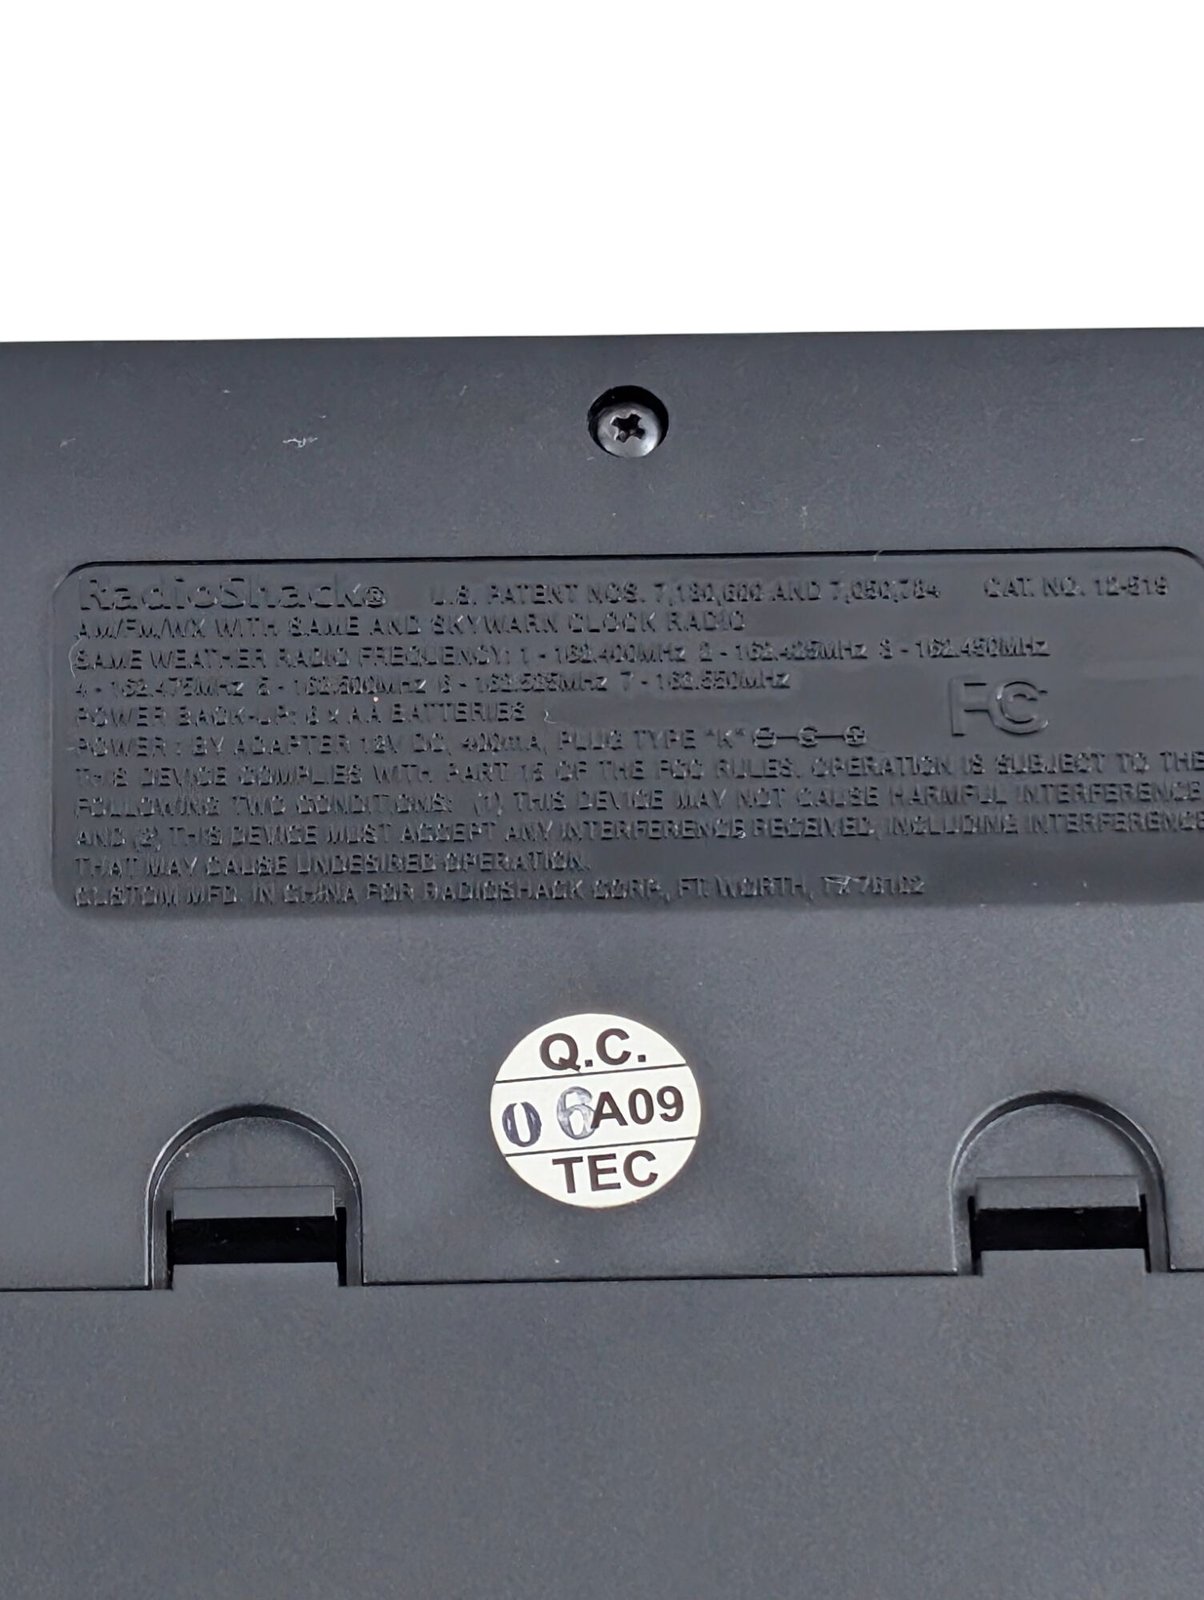 RadioShack® U.S. PATENT NOS. 7,180,600 AND 7,050,784 CAT. NO. 12-519
AM/FM/WX WITH SAME AND SKYWARN CLOCK RADIO
SAME WEATHER RADIO FREQUENCY: 1 - 162.400MHz 2 - 162.425MHz 3 - 162.450MHz
4 - 162.475MHz 5 - 162.500MHz 6 - 162.525MHz 7 - 162.550MHz
POWER BACK-UP: 6 x AA BATTERIES
FC
POWER : BY ADAPTER 12V DC, 400mA, PLUG TYPE "K"
THIS DEVICE COMPLIES WITH PART 15 OF THE FCC RULES. OPERATION IS SUBJECT TO THE
FOLLOWING TWO CONDITIONS: (1) THIS DEVICE MAY NOT CAUSE HARMFUL INTERFERENCE
AND (2) THIS DEVICE MUST ACCEPT ANY INTERFERENCE RECEIVED, INCLUDING INTERFERENCE
THAT MAY CAUSE UNDESIRED OPERATION.
CUSTOM MFD. IN CHINA FOR RADIOSHACK CORP., FT. WORTH, TX 76102
Q.C.
06A09
TEC